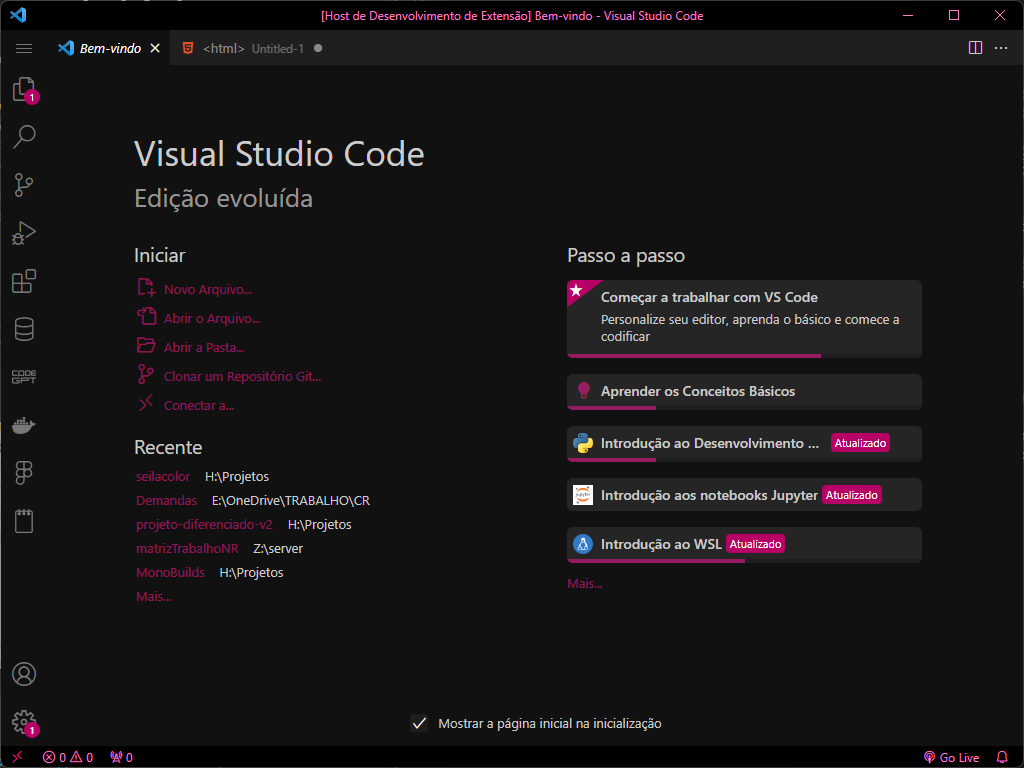 [Host de Desenvolvimento de Extensão] Bem-vindo - Visual Studio Code
Bem-vindo
<html> Untitled-1
1
CODE
GPT
Visual Studio Code
Edição evoluída
Iniciar
Novo Arquivo...
Abrir o Arquivo...
Abrir a Pasta...
Clonar um Repositório Git...
Conectar a...
Recente
seilacolor H:\Projetos
Demandas E:\OneDrive\TRABALHO\CR
projeto-diferenciado-v2 H:\Projetos
matrizTrabalhoNR Z:\server
MonoBuilds H:\Projetos
Mais...
Passo a passo
Começar a trabalhar com VS Code
Personalize seu editor, aprenda o básico e comece a
codificar
Aprender os Conceitos Básicos
Introdução ao Desenvolvimento ... Atualizado
jupyter
Introdução aos notebooks Jupyter Atualizado
Introdução ao WSL Atualizado
Mais...
Mostrar a página inicial na inicialização
1
0 0 0
Go Live